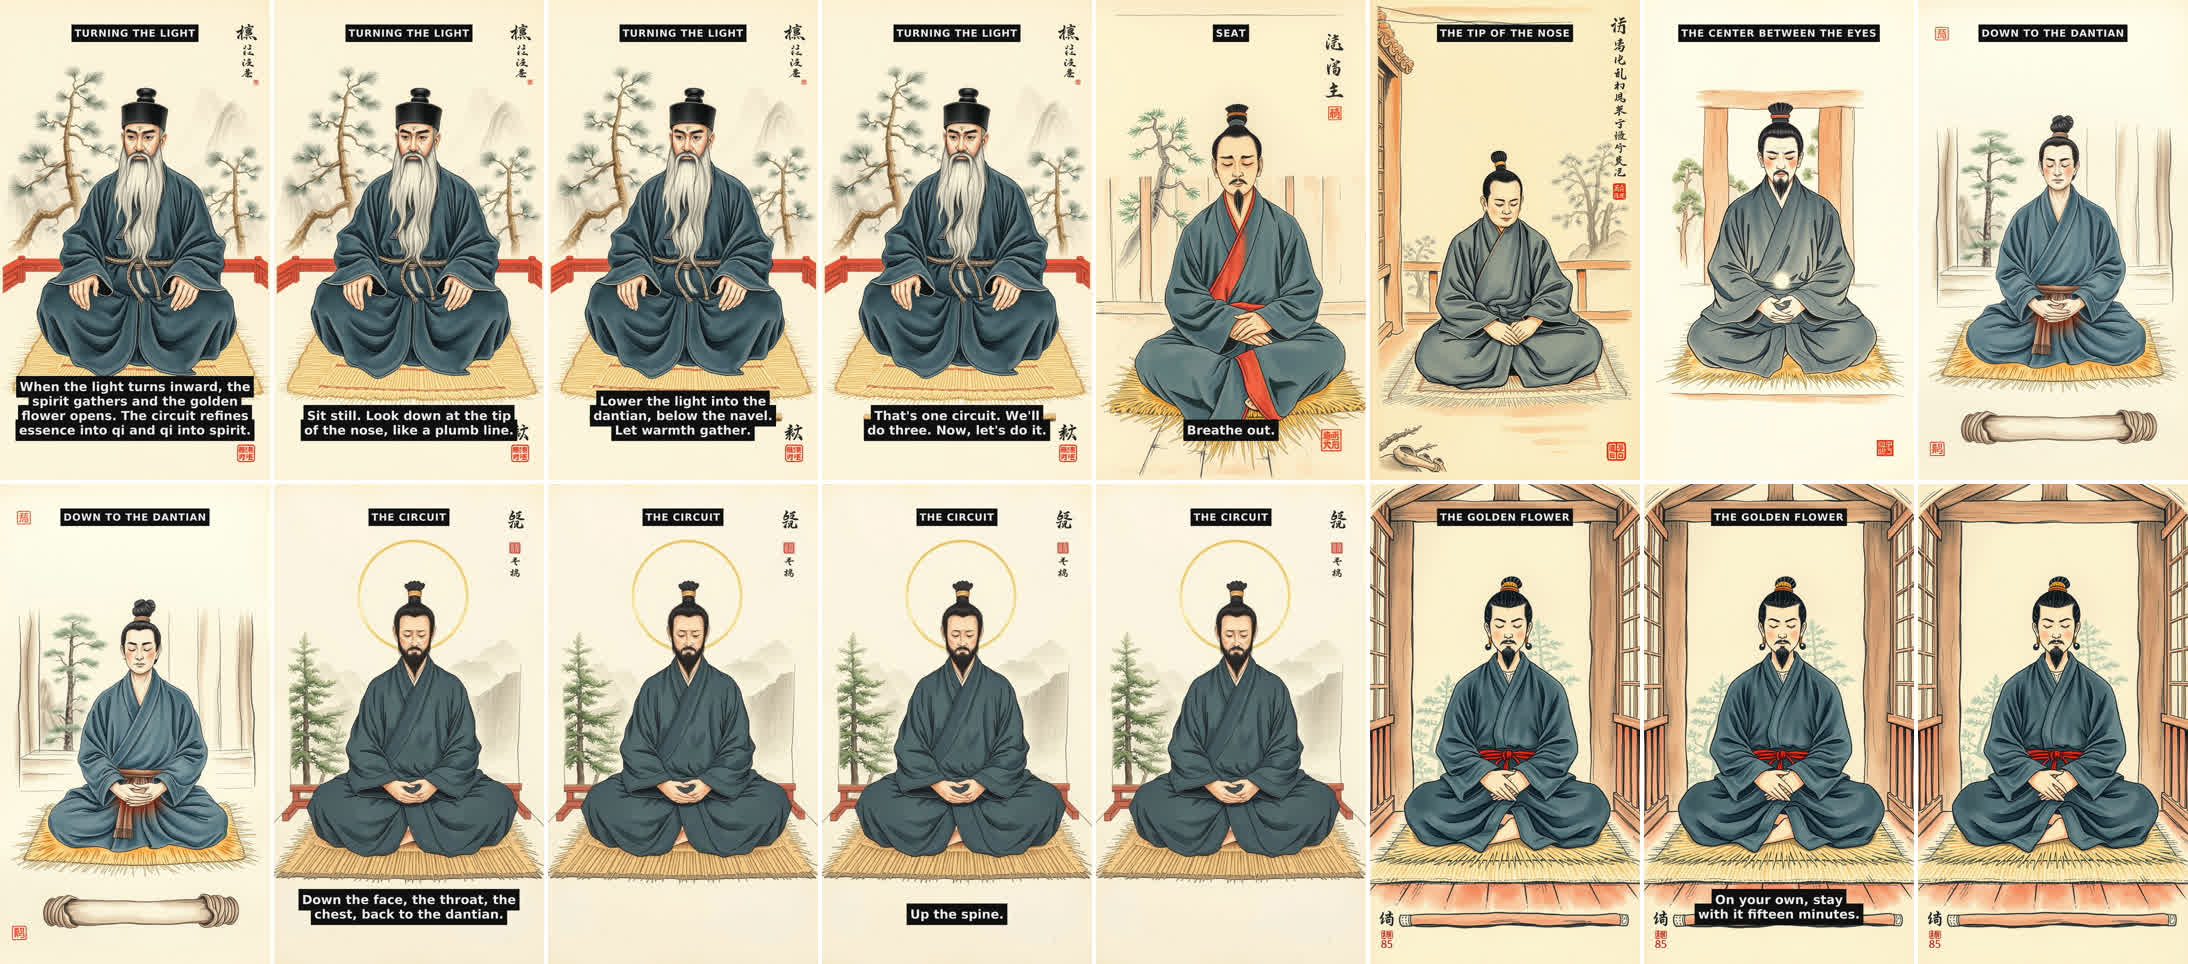 TURNING THE LIGHT
When the light turns inward, the
spirit gathers and the golden
flower opens. The circuit refines
essence into qi and qi into spirit.
TURNING THE LIGHT
Sit still. Look down at the tip
of the nose, like a plumb line.
TURNING THE LIGHT
Lower the light into the
dantian, below the navel.
Let warmth gather.
TURNING THE LIGHT
That's one circuit. We'll
do three. Now, let's do it.
SEAT
Breathe out.
THE TIP OF THE NOSE
THE CENTER BETWEEN THE EYES
DOWN TO THE DANTIAN
DOWN TO THE DANTIAN
THE CIRCUIT
Down the face, the throat, the
chest, back to the dantian.
THE CIRCUIT
THE CIRCUIT
Up the spine.
THE CIRCUIT
THE GOLDEN FLOWER
85
THE GOLDEN FLOWER
On your own, stay
with it fifteen minutes.
85
THE GOLDEN FLOWER
85